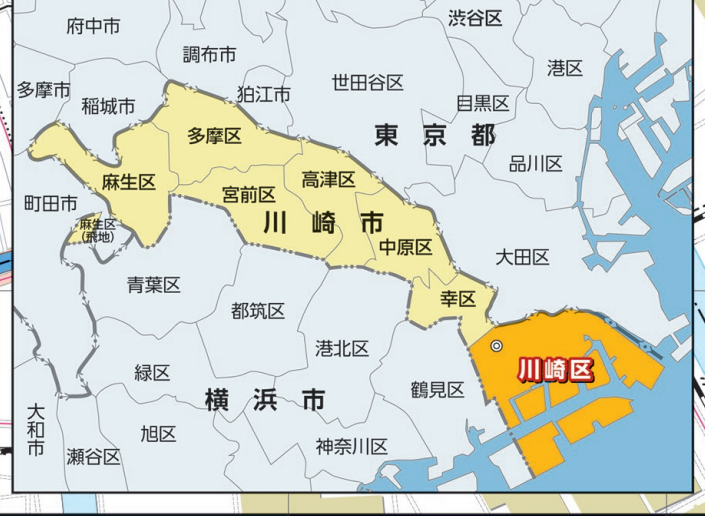 渋谷区
府中市
調布市
港区
世田谷区
多摩市
狛江市
稲城市
目黒区
多摩区
東京都
品川区
麻生区
高津区
宮前区
町田市
川崎市
麻生区
(飛地)
中原区
大田区
青葉区
幸区
都筑区
港北区
川崎区
緑区
鶴見区
横浜市
大和市
旭区
神奈川区
瀬谷区